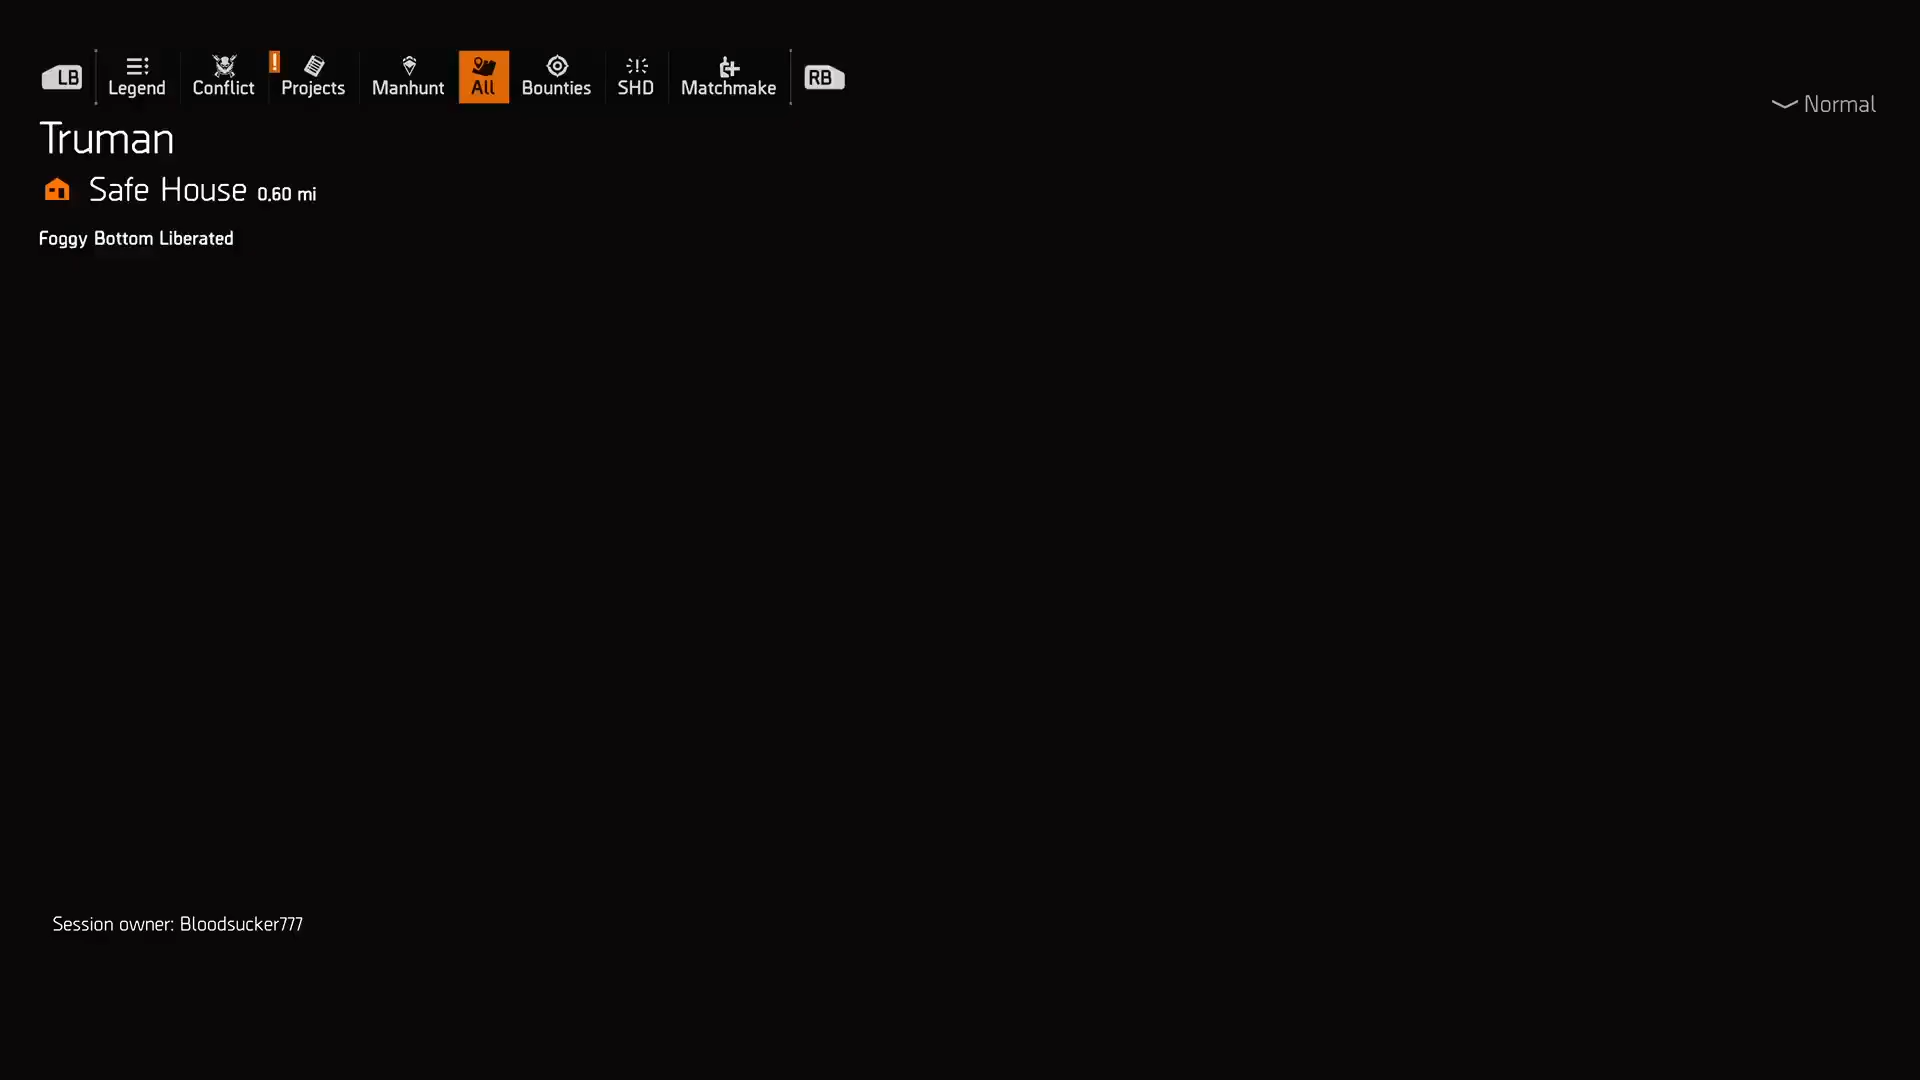 LB Legend Conflict ! Projects Manhunt All Bounties SHD Matchmake RB
Normal
Truman
Safe House 0.60 mi
Foggy Bottom Liberated
Session owner: Bloodsucker777